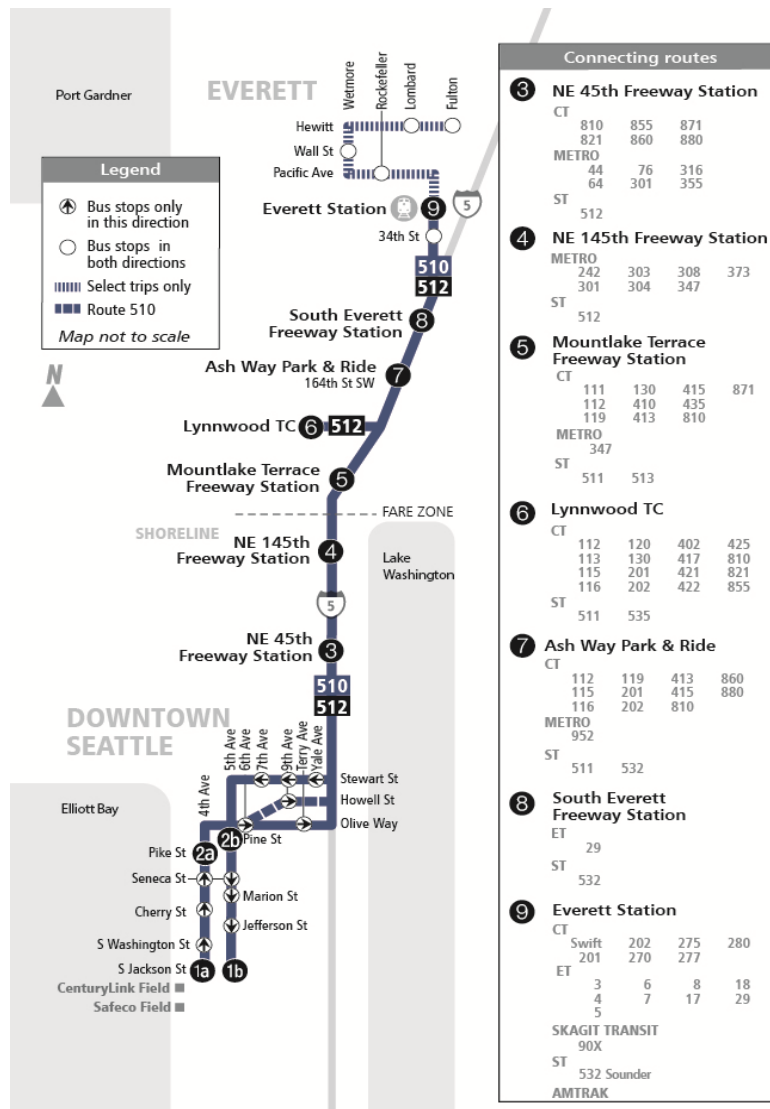 Port Gardner
EVERETT
Wetmore
Rockefeller
Lombard
Fulton
Hewitt
Wall St
Pacific Ave
Everett Station
9
5
34th St
510
512
South Everett
Freeway Station
8
Ash Way Park & Ride
164th St SW
7
Lynnwood TC
6
512
Mountlake Terrace
Freeway Station
5
FARE ZONE
SHORELINE
NE 145th
Freeway Station
4
Lake
Washington
5
NE 45th
Freeway Station
3
510
512
DOWNTOWN
SEATTLE
4th Ave
5th Ave
6th Ave
7th Ave
9th Ave
Terry Ave
Yale Ave
Stewart St
Howell St
Olive Way
Elliott Bay
Pike St
2a
2b
Pine St
Seneca St
Marion St
Cherry St
Jefferson St
S Washington St
S Jackson St
1a
1b
CenturyLink Field
Safeco Field
Legend
Bus stops only
in this direction
Bus stops in
both directions
Select trips only
Route 510
Map not to scale
N
Connecting routes
3 NE 45th Freeway Station
CT
810 855 871
821 860 880
METRO
44 76 316
64 301 355
ST
512
4 NE 145th Freeway Station
METRO
242 303 308 373
301 304 347
ST
512
5 Mountlake Terrace
Freeway Station
CT
111 130 415 871
112 410 435
119 413 810
METRO
347
ST
511 513
6 Lynnwood TC
CT
112 120 402 425
113 130 417 810
115 201 421 821
116 202 422 855
ST
511 535
7 Ash Way Park & Ride
CT
112 119 413 860
115 201 415 880
116 202 810
METRO
952
ST
511 532
8 South Everett
Freeway Station
ET
29
ST
532
9 Everett Station
CT
Swift 202 275 280
201 270 277
ET
3 6 8 18
4 7 17 29
5
SKAGIT TRANSIT
90X
ST
532 Sounder
AMTRAK